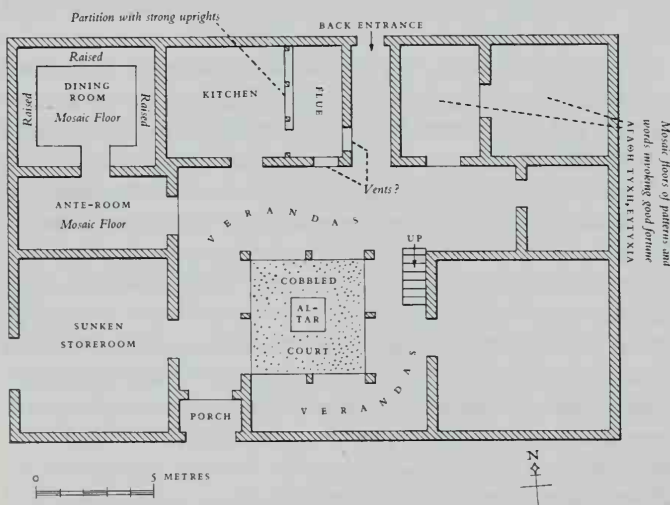 Partition with strong uprights
BACK ENTRANCE
Raised
Raised
DINING
ROOM
Mosaic Floor
Raised
KITCHEN
FLUE
Mosaic floors of patterns and
words invoking good fortune
ΑΓΑΘΗ ΤΥΧΗ, ΕΥΤΥΧΙΑ
Vents?
ANTE-ROOM
Mosaic Floor
VERANDAS
UP
COBBLED
AL-
TAR
COURT
SUNKEN
STOREROOM
VERANDAS
PORCH
0 5 METRES
N